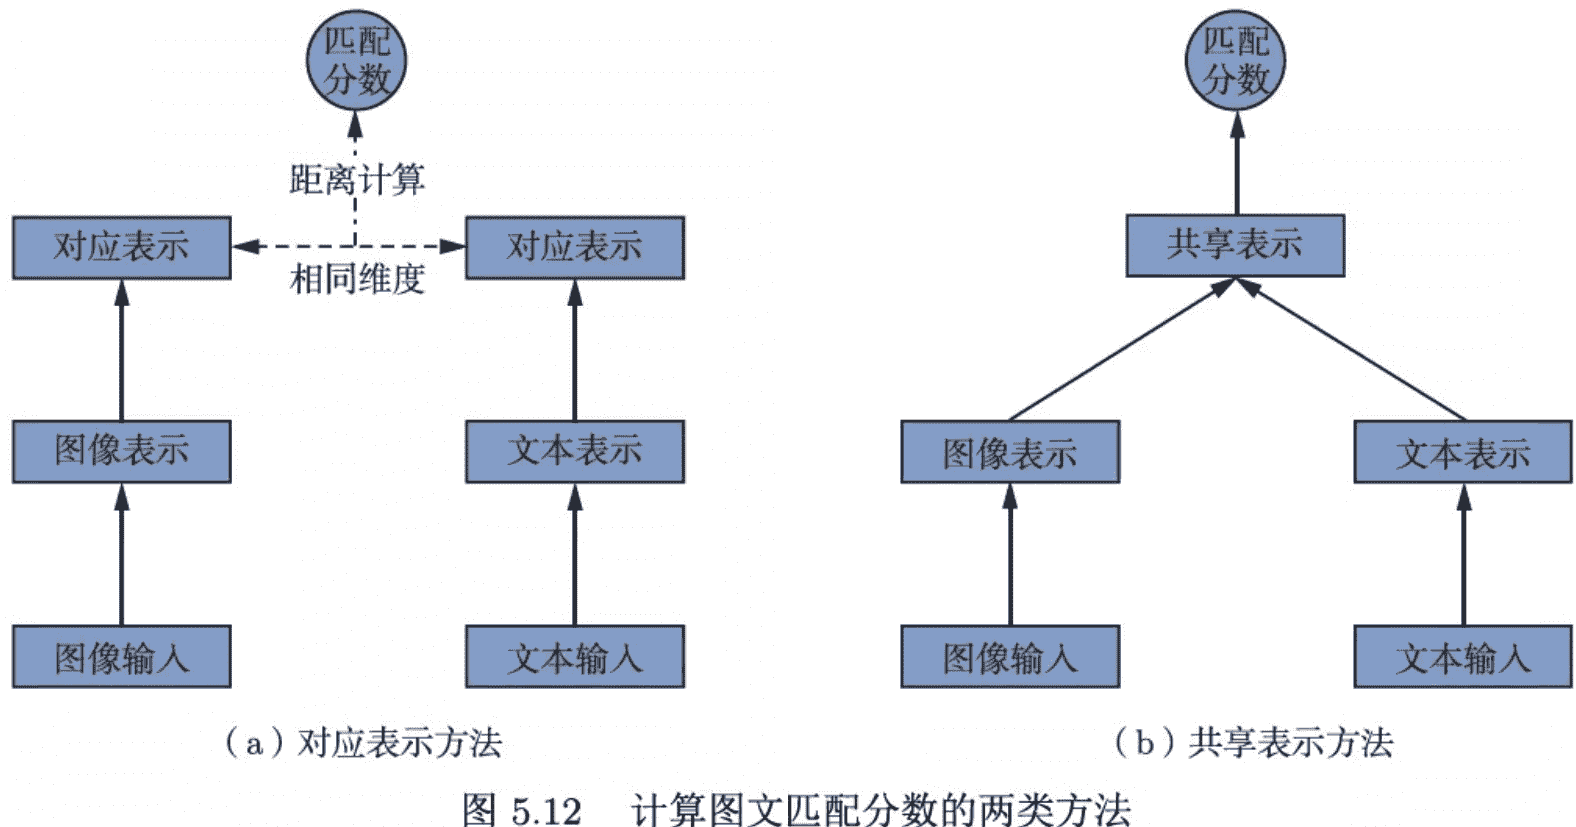 匹配
分数
距离计算
对应表示
对应表示
相同维度
图像表示
文本表示
图像输入
文本输入
（a）对应表示方法
匹配
分数
共享表示
图像表示
文本表示
图像输入
文本输入
（b）共享表示方法
图 5.12 计算图文匹配分数的两类方法